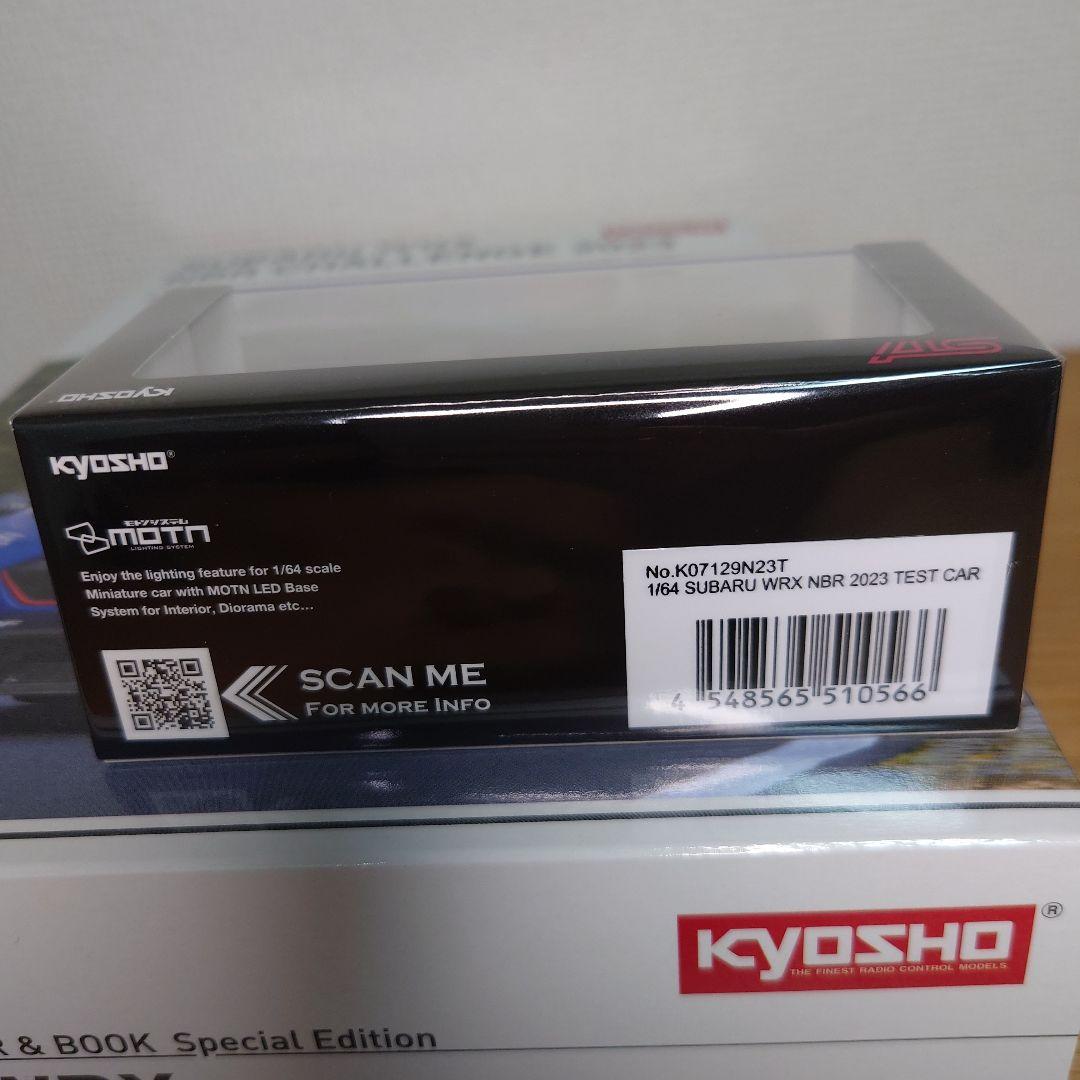 CHALLENGE 2023
STI
KYOSHO
KYOSHO®
モトンシステム
MOTN
LIGHTING SYSTEM
Enjoy the lighting feature for 1/64 scale
Miniature car with MOTN LED Base
System for Interior, Diorama etc...
SCAN ME
FOR MORE INFO
No.K07129N23T
1/64 SUBARU WRX NBR 2023 TEST CAR
4 548565 510566
KYOSHO®
THE FINEST RADIO CONTROL MODELS
R & BOOK Special Edition